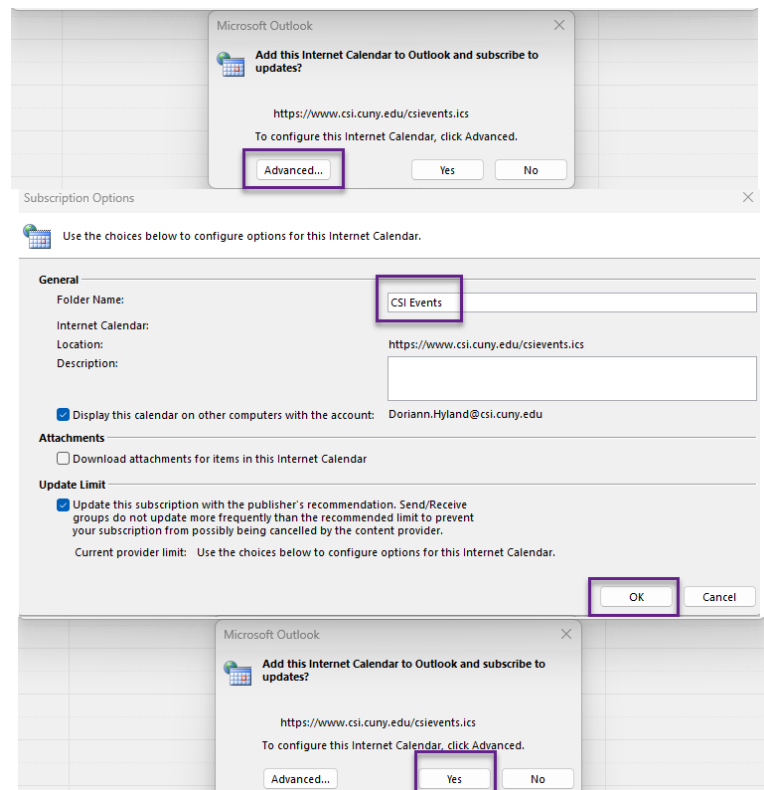 Microsoft Outlook
Add this Internet Calendar to Outlook and subscribe to
updates?
https://www.csi.cuny.edu/csievents.ics
To configure this Internet Calendar, click Advanced.
Advanced... Yes No
Subscription Options
Use the choices below to configure options for this Internet Calendar.
General
Folder Name: CSI Events
Internet Calendar:
Location: https://www.csi.cuny.edu/csievents.ics
Description:
Display this calendar on other computers with the account: Doriann.Hyland@csi.cuny.edu
Attachments
Download attachments for items in this Internet Calendar
Update Limit
Update this subscription with the publisher's recommendation. Send/Receive
groups do not update more frequently than the recommended limit to prevent
your subscription from possibly being cancelled by the content provider.
Current provider limit: Use the choices below to configure options for this Internet Calendar.
OK Cancel
Microsoft Outlook
Add this Internet Calendar to Outlook and subscribe to
updates?
https://www.csi.cuny.edu/csievents.ics
To configure this Internet Calendar, click Advanced.
Advanced... Yes No